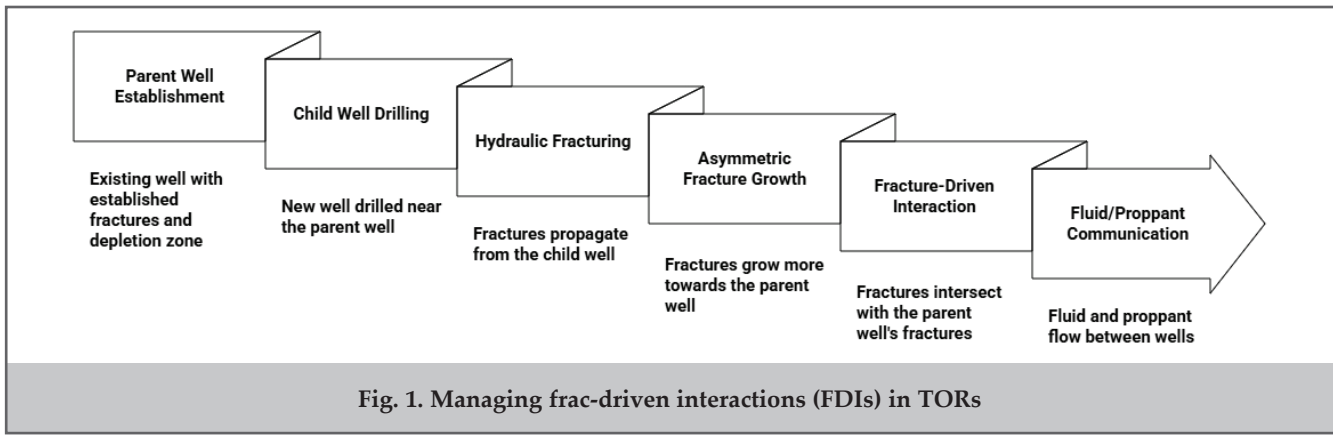 Parent Well
Establishment
Existing well with
established
fractures and
depletion zone
Child Well Drilling
New well drilled near
the parent well
Hydraulic Fracturing
Fractures propagate
from the child well
Asymmetric
Fracture Growth
Fractures grow more
towards the parent
well
Fracture-Driven
Interaction
Fractures intersect
with the parent
well's fractures
Fluid/Proppant
Communication
Fluid and proppant
flow between wells
Fig. 1. Managing frac-driven interactions (FDIs) in TORs